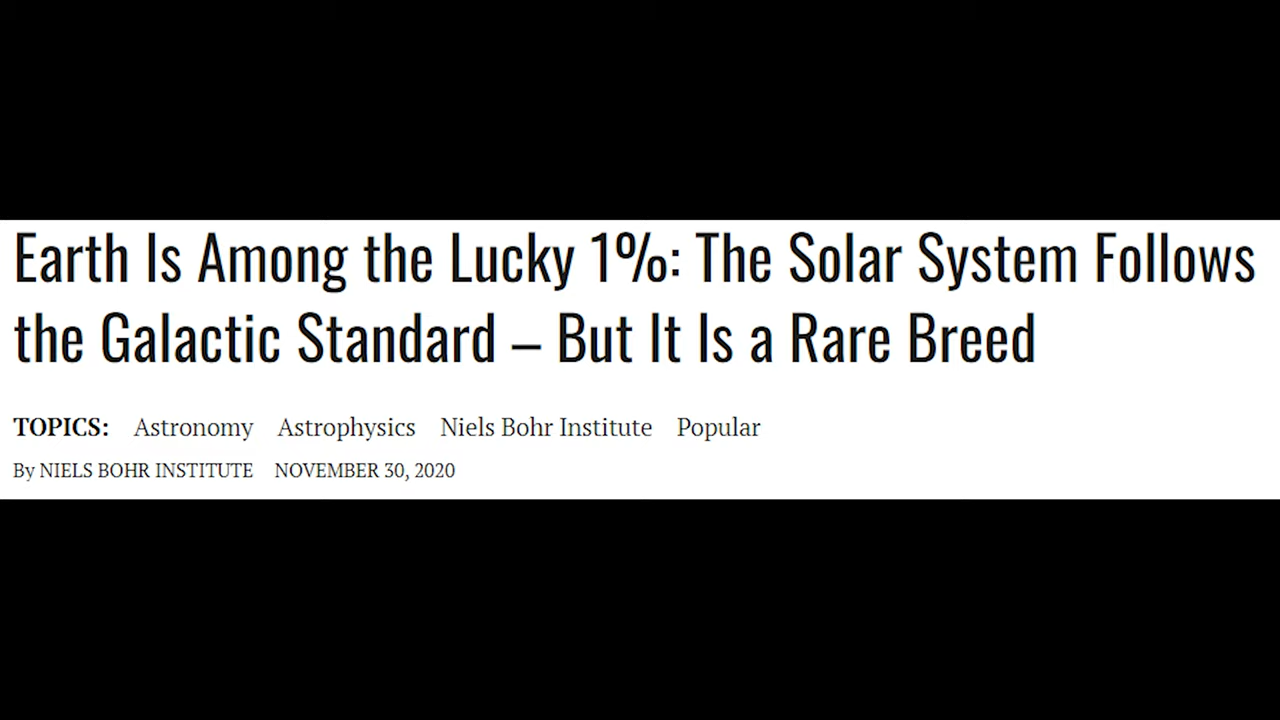 Earth Is Among the Lucky 1%: The Solar System Follows
the Galactic Standard – But It Is a Rare Breed
TOPICS: Astronomy Astrophysics Niels Bohr Institute Popular
By NIELS BOHR INSTITUTE NOVEMBER 30, 2020